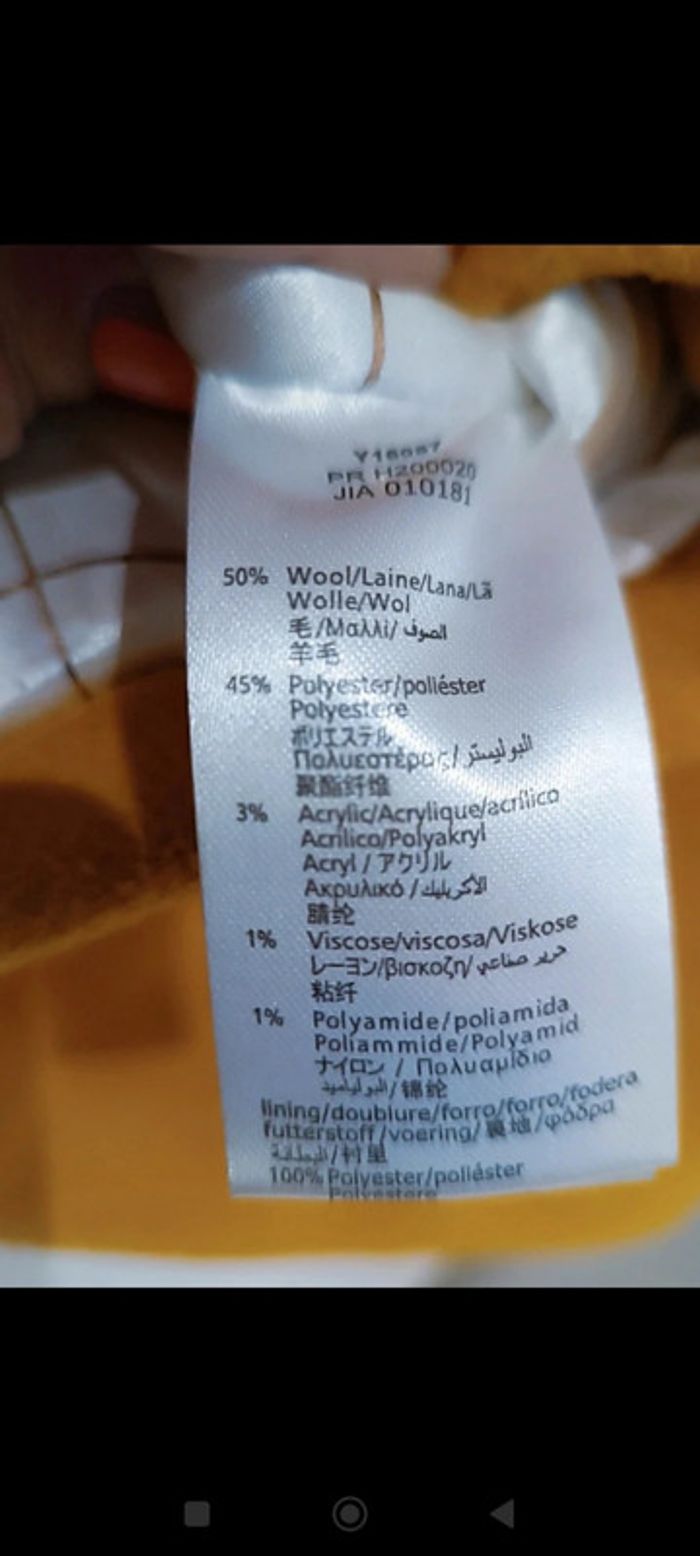 PR H200020
JIA 010181
50% Wool/Laine/Lana/Lã
Wolle/Wol
毛/Μαλλί/ الصوف
羊毛
45% Polyester/poliéster
Polyestere
ポリエステル
Πολυεστέρας/ البوليستر
聚酯纤维
3% Acrylic/Acrylique/acrílico
Acrilico/Polyakryl
Acryl / アクリル
Ακρυλικό / الأكريليك
腈纶
1% Viscose/viscosa/Viskose
レーヨン/βισκοζη/ حرير صناعي
粘纤
1% Polyamide/poliamida
Poliammide/Polyamid
ナイロン / Πολυαμίδιο
البولياميد/锦纶
lining/doublure/forro/forro/fodera
futterstoff/voering/裏地/φόδρα
البطانة/衬里
100% Polyester/poliéster
Polyestere